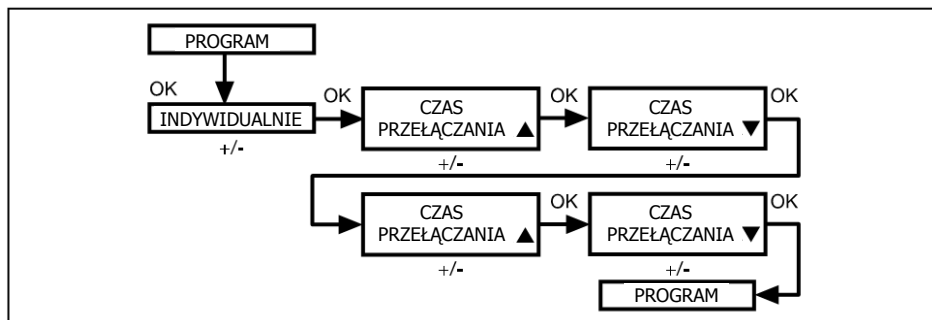 PROGRAM
OK
INDYWIDUALNIE
+/-
OK
CZAS
PRZEŁĄCZANIA ▲
+/-
OK
CZAS
PRZEŁĄCZANIA ▼
+/-
OK
CZAS
PRZEŁĄCZANIA ▲
+/-
OK
CZAS
PRZEŁĄCZANIA ▼
+/-
OK
PROGRAM